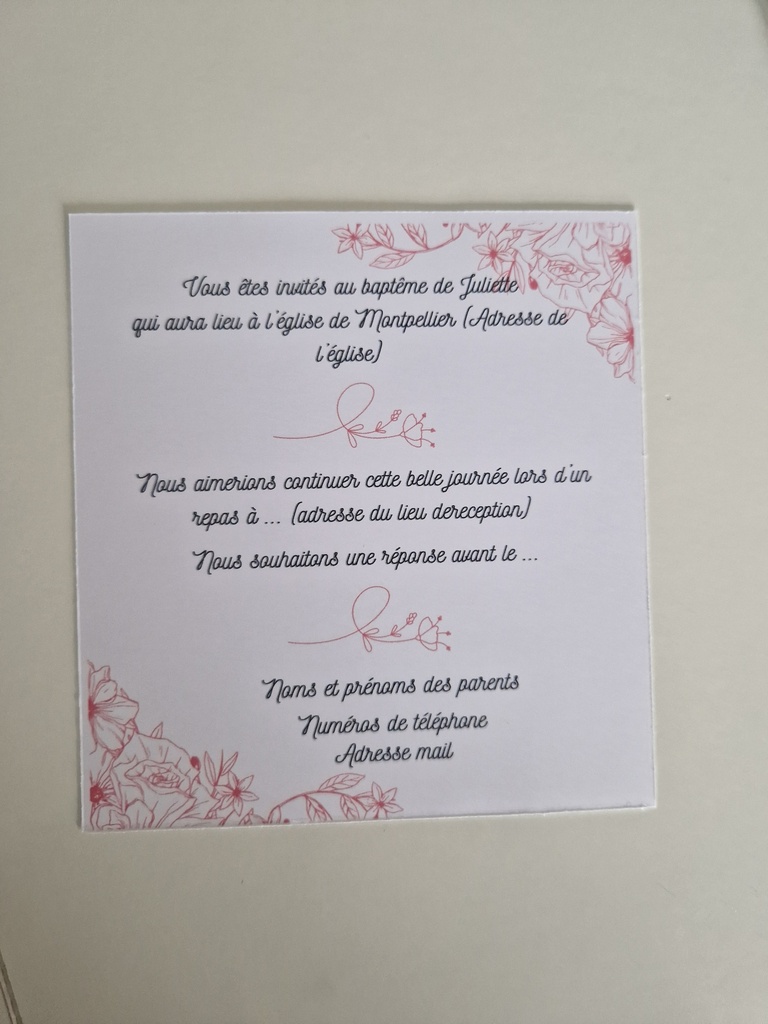 Vous êtes invités au baptême de Juliette
qui aura lieu à l'église de Montpellier (Adresse de
l'église)
Nous aimerions continuer cette belle journée lors d'un
repas à ... (adresse du lieu dereception)
Nous souhaitons une réponse avant le ...
Noms et prénoms des parents
Numéros de téléphone
Adresse mail